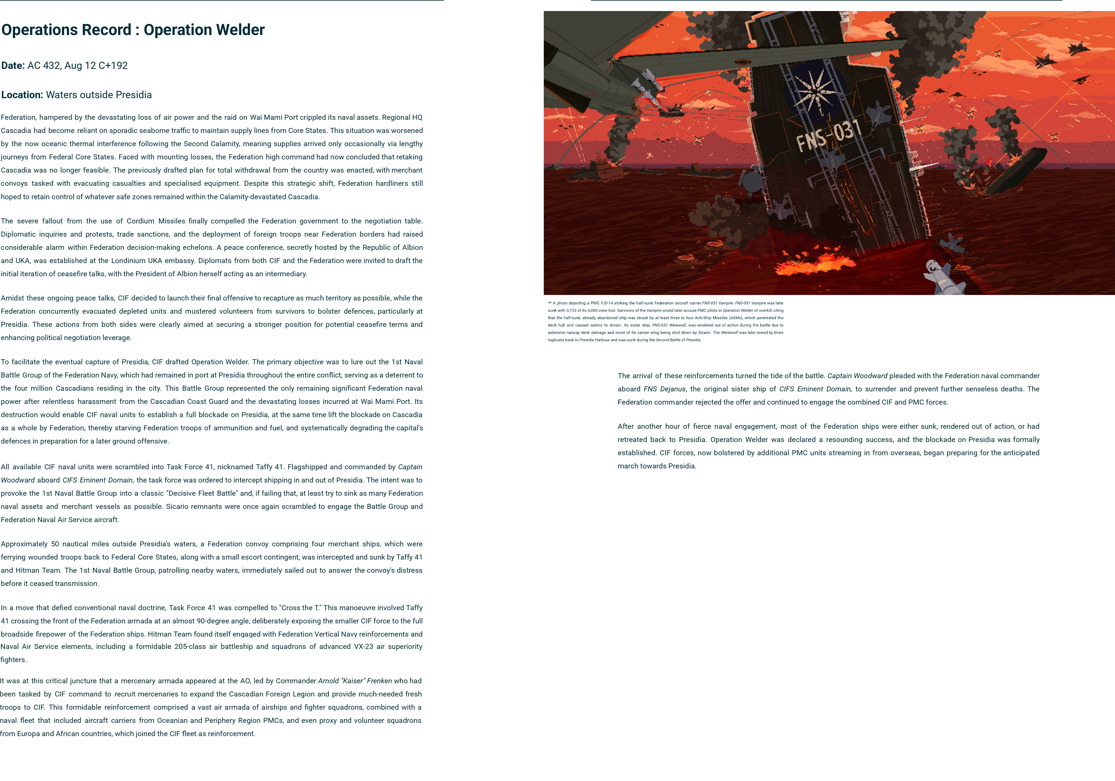 Operations Record : Operation Welder
Date: AC 432, Aug 12 C+192
Location: Waters outside Presidia
Federation, hampered by the devastating loss of air power and the raid on Wai Mami Port crippled its naval assets. Regional HQ
Cascadia had become reliant on sporadic seaborne traffic to maintain supply lines from Core States. This situation was worsened
by the now oceanic thermal interference following the Second Calamity, meaning supplies arrived only occasionally via lengthy
journeys from Federal Core States. Faced with mounting losses, the Federation high command had now concluded that retaking
Cascadia was no longer feasible. The previously drafted plan for total withdrawal from the country was enacted, with merchant
convoys tasked with evacuating casualties and specialised equipment. Despite this strategic shift, Federation hardliners still
hoped to retain control of whatever safe zones remained within the Calamity-devastated Cascadia.
The severe fallout from the use of Cordium Missiles finally compelled the Federation government to the negotiation table.
Diplomatic inquiries and protests, trade sanctions, and the deployment of foreign troops near Federation borders had raised
considerable alarm within Federation decision-making echelons. A peace conference, secretly hosted by the Republic of Albion
and UKA, was established at the Londinium UKA embassy. Diplomats from both CIF and the Federation were invited to draft the
initial iteration of ceasefire talks, with the President of Albion herself acting as an intermediary.
Amidst these ongoing peace talks, CIF decided to launch their final offensive to recapture as much territory as possible, while the
Federation concurrently evacuated depleted units and mustered volunteers from survivors to bolster defences, particularly at
Presidia. These actions from both sides were clearly aimed at securing a stronger position for potential ceasefire terms and
enhancing political negotiation leverage.
To facilitate the eventual capture of Presidia, CIF drafted Operation Welder. The primary objective was to lure out the 1st Naval
Battle Group of the Federation Navy, which had remained in port at Presidia throughout the entire conflict, serving as a deterrent to
the four million Cascadians residing in the city. This Battle Group represented the only remaining significant Federation naval
power after relentless harassment from the Cascadian Coast Guard and the devastating losses incurred at Wai Mami Port. Its
destruction would enable CIF naval units to establish a full blockade on Presidia, at the same time lift the blockade on Cascadia
as a whole by Federation, thereby starving Federation troops of ammunition and fuel, and systematically degrading the capital's
defences in preparation for a later ground offensive.
All available CIF naval units were scrambled into Task Force 41, nicknamed Taffy 41. Flagshipped and commanded by Captain
Woodward aboard CIFS Eminent Domain, the task force was ordered to intercept shipping in and out of Presidia. The intent was to
provoke the 1st Naval Battle Group into a classic "Decisive Fleet Battle" and, if failing that, at least try to sink as many Federation
naval assets and merchant vessels as possible. Sicario remnants were once again scrambled to engage the Battle Group and
Federation Naval Air Service aircraft.
Approximately 50 nautical miles outside Presidia's waters, a Federation convoy comprising four merchant ships, which were
ferrying wounded troops back to Federal Core States, along with a small escort contingent, was intercepted and sunk by Taffy 41
and Hitman Team. The 1st Naval Battle Group, patrolling nearby waters, immediately sailed out to answer the convoy's distress
before it ceased transmission.
In a move that defied conventional naval doctrine, Task Force 41 was compelled to "Cross the T." This manoeuvre involved Taffy
41 crossing the front of the Federation armada at an almost 90-degree angle, deliberately exposing the smaller CIF force to the full
broadside firepower of the Federation ships. Hitman Team found itself engaged with Federation Vertical Navy reinforcements and
Naval Air Service elements, including a formidable 205-class air battleship and squadrons of advanced VX-23 air superiority
fighters.
It was at this critical juncture that a mercenary armada appeared at the AO, led by Commander Arnold "Kaiser" Frenken who had
been tasked by CIF command to recruit mercenaries to expand the Cascadian Foreign Legion and provide much-needed fresh
troops to CIF. This formidable reinforcement comprised a vast air armada of airships and fighter squadrons, combined with a
naval fleet that included aircraft carriers from Oceanian and Periphery Region PMCs, and even proxy and volunteer squadrons
from Europa and African countries, which joined the CIF fleet as reinforcement.
FNS-031
** A photo depicting a PMC F/D-14 striking the half-sunk Federation aircraft carrier FNS-031 Vampire. FNS-031 Vampire was later
sunk with 3,723 of its 4,000 crew lost. Survivors of the Vampire would later accuse PMC pilots in Operation Welder of overkill, citing
that the half-sunk, already abandoned ship was struck by at least three to four Anti-Ship Missiles (ASMs), which penetrated the
deck hull and caused sailors to drown. Its sister ship, FNS-032 Werewolf, was rendered out of action during the battle due to
extensive runway deck damage and most of its carrier wing being shot down by Sicario. The Werewolf was later towed by three
tugboats back to Presidia Harbour and was sunk during the Second Battle of Presidia.
The arrival of these reinforcements turned the tide of the battle. Captain Woodward pleaded with the Federation naval commander
aboard FNS Dejanus, the original sister ship of CIFS Eminent Domain, to surrender and prevent further senseless deaths. The
Federation commander rejected the offer and continued to engage the combined CIF and PMC forces.
After another hour of fierce naval engagement, most of the Federation ships were either sunk, rendered out of action, or had
retreated back to Presidia. Operation Welder was declared a resounding success, and the blockade on Presidia was formally
established. CIF forces, now bolstered by additional PMC units streaming in from overseas, began preparing for the anticipated
march towards Presidia.